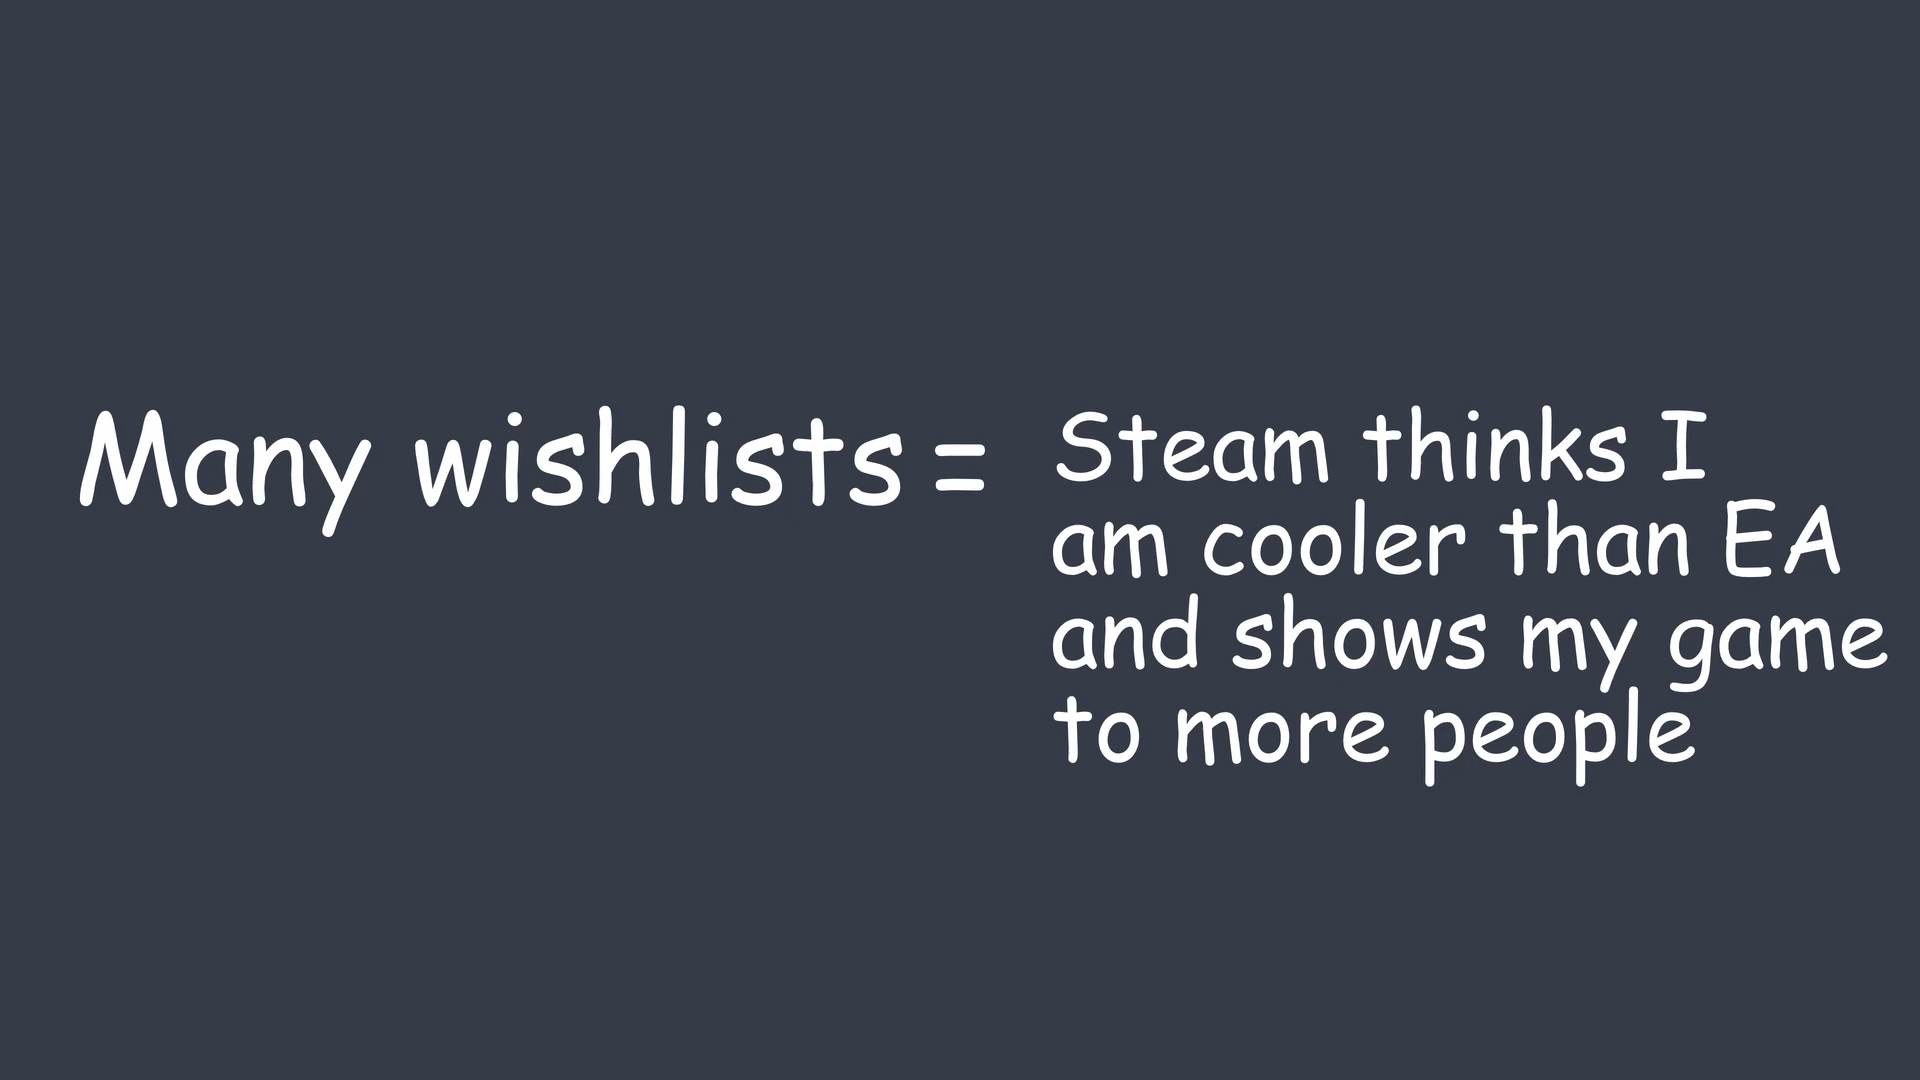 Many wishlists =
Steam thinks I
am cooler than EA
and shows my game
to more people